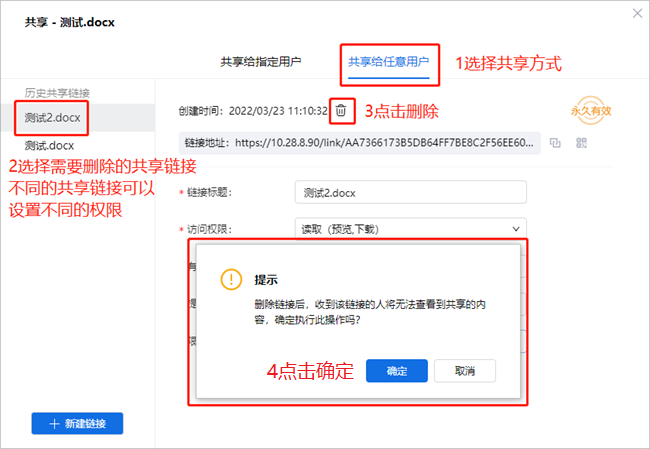 共享 - 测试.docx
共享给指定用户
共享给任意用户
1选择共享方式
历史共享链接
测试2.docx
测试.docx
2选择需要删除的共享链接
不同的共享链接可以
设置不同的权限
创建时间：2022/03/23 11:10:32
3点击删除
永久有效
链接地址：https://10.28.8.90/link/AA7366173B5DB64FF7BE8C2F56EE60...
* 链接标题：
测试2.docx
* 访问权限：
读取（预览,下载）
提示
删除链接后，收到该链接的人将无法查看到共享的内
容，确定执行此操作吗？
4点击确定
确定
取消
+ 新建链接